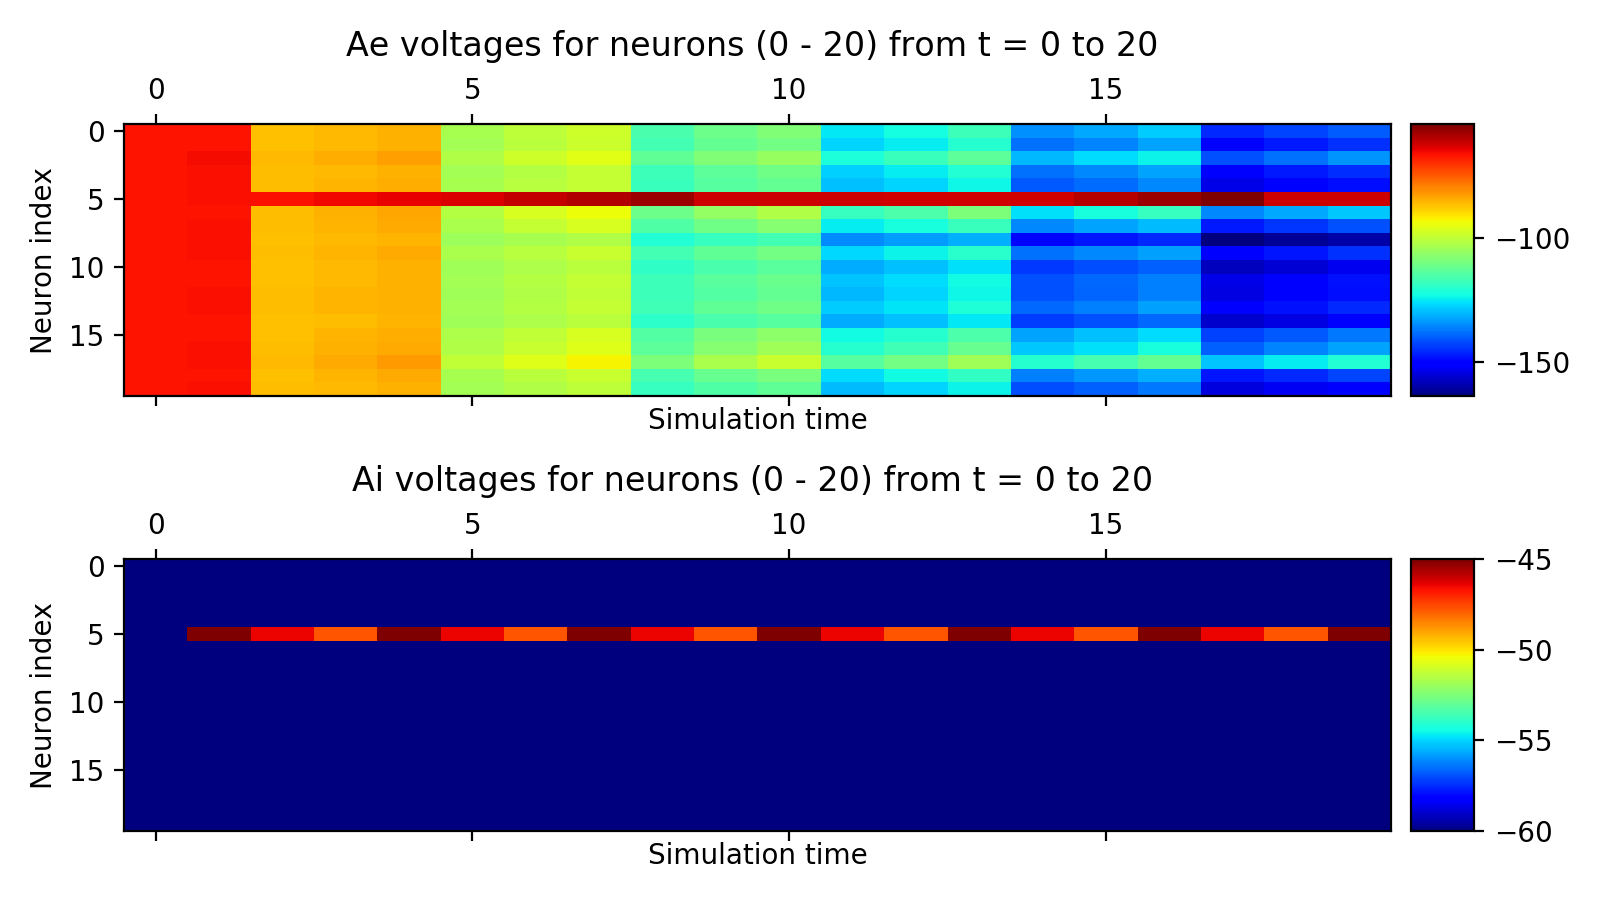 Ae voltages for neurons (0 - 20) from t = 0 to 20
0 5 10 15
Neuron index
0
5
10
15
−100
−150
Simulation time
Ai voltages for neurons (0 - 20) from t = 0 to 20
0 5 10 15
Neuron index
0
5
10
15
−45
−50
−55
−60
Simulation time